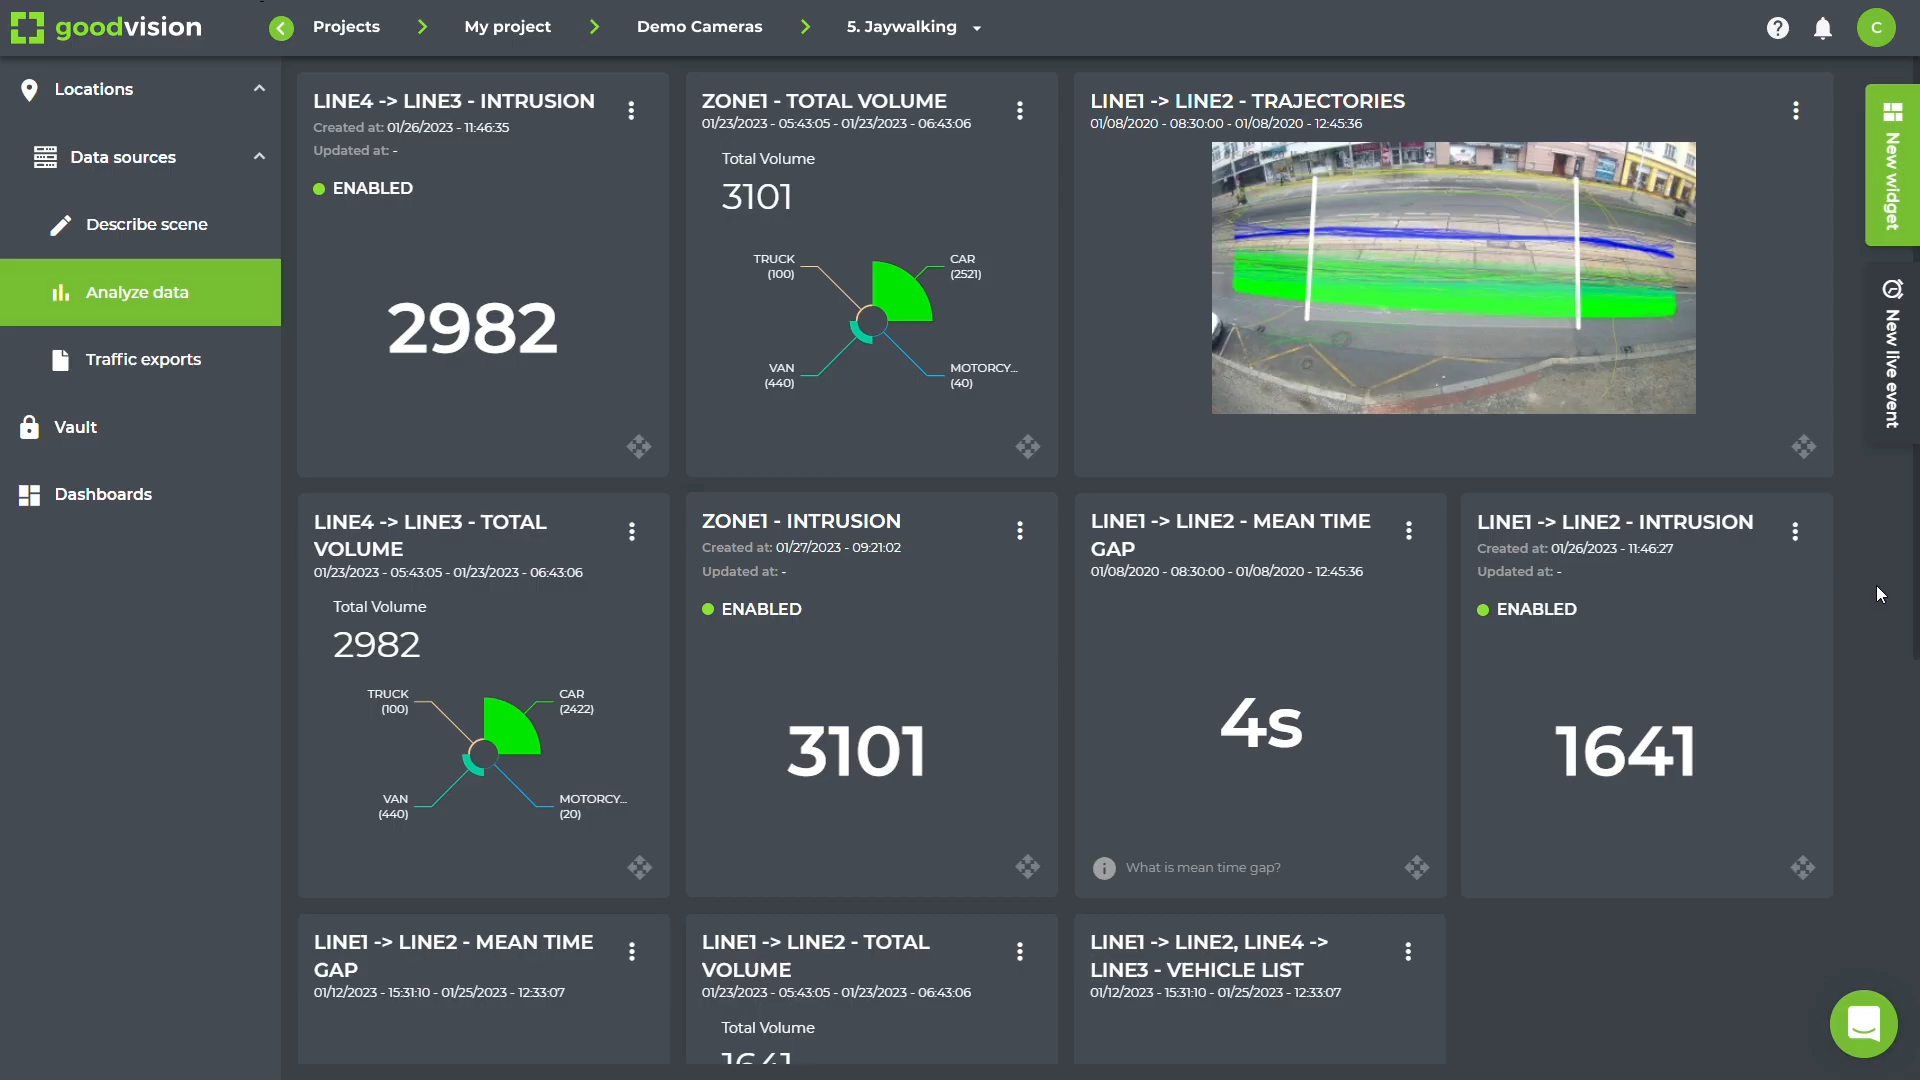 goodvision
Projects
My project
Demo Cameras
5. Jaywalking
C
Locations
Data sources
Describe scene
Analyze data
Traffic exports
Vault
Dashboards
LINE4 -> LINE3 - INTRUSION
Created at: 01/26/2023 - 11:46:35
Updated at: -
ENABLED
2982
ZONE1 - TOTAL VOLUME
01/23/2023 - 05:43:05 - 01/23/2023 - 06:43:06
Total Volume
3101
TRUCK
(100)
CAR
(2521)
VAN
(440)
MOTORCY...
(40)
LINE1 -> LINE2 - TRAJECTORIES
01/08/2020 - 08:30:00 - 01/08/2020 - 12:45:36
New widget
New live event
LINE4 -> LINE3 - TOTAL
VOLUME
01/23/2023 - 05:43:05 - 01/23/2023 - 06:43:06
Total Volume
2982
TRUCK
(100)
CAR
(2422)
VAN
(440)
MOTORCY...
(20)
ZONE1 - INTRUSION
Created at: 01/27/2023 - 09:21:02
Updated at: -
ENABLED
3101
LINE1 -> LINE2 - MEAN TIME
GAP
01/08/2020 - 08:30:00 - 01/08/2020 - 12:45:36
4s
What is mean time gap?
LINE1 -> LINE2 - INTRUSION
Created at: 01/26/2023 - 11:46:27
Updated at: -
ENABLED
1641
LINE1 -> LINE2 - MEAN TIME
GAP
01/12/2023 - 15:31:10 - 01/25/2023 - 12:33:07
LINE1 -> LINE2 - TOTAL
VOLUME
01/23/2023 - 05:43:05 - 01/23/2023 - 06:43:06
Total Volume
1641
LINE1 -> LINE2, LINE4 ->
LINE3 - VEHICLE LIST
01/12/2023 - 15:31:10 - 01/25/2023 - 12:33:07